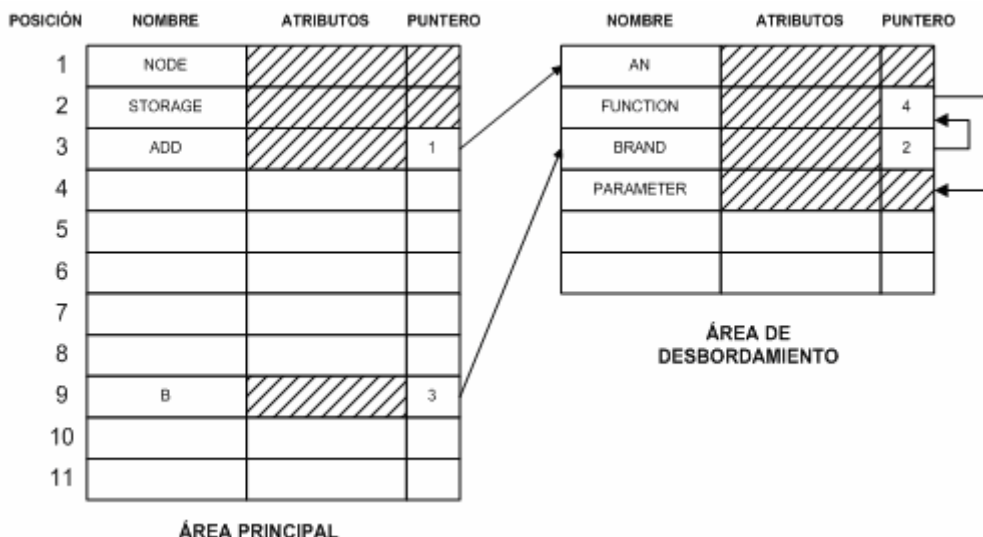 POSICIÓN NOMBRE ATRIBUTOS PUNTERO NOMBRE ATRIBUTOS PUNTERO
1 NODE AN
2 STORAGE FUNCTION 4
3 ADD 1 BRAND 2
4 PARAMETER
5
6
7
8
9 B 3
10
11
ÁREA DE
DESBORDAMIENTO
ÁREA PRINCIPAL